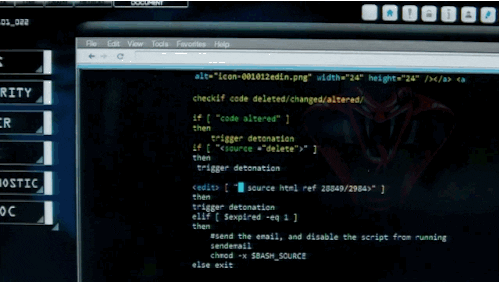 DOCUMENT
File Edit View Tools Favorites Help
alt="icon-001012edin.png" width="24" height="24" /></a> <a
checkif code deleted/changed/altered/
if [ "code altered" ]
then
trigger detonation
if [ "<source ="delete">" ]
then
trigger detonation
<edit> [ " source html ref 28849/2984>" ]
then
trigger detonation
elif [ $expired -eq 1 ]
then
#send the email, and disable the script from running
sendemail
chmod -x $BASH_SOURCE
else exit
RITY
ER
NOSTIC
OC